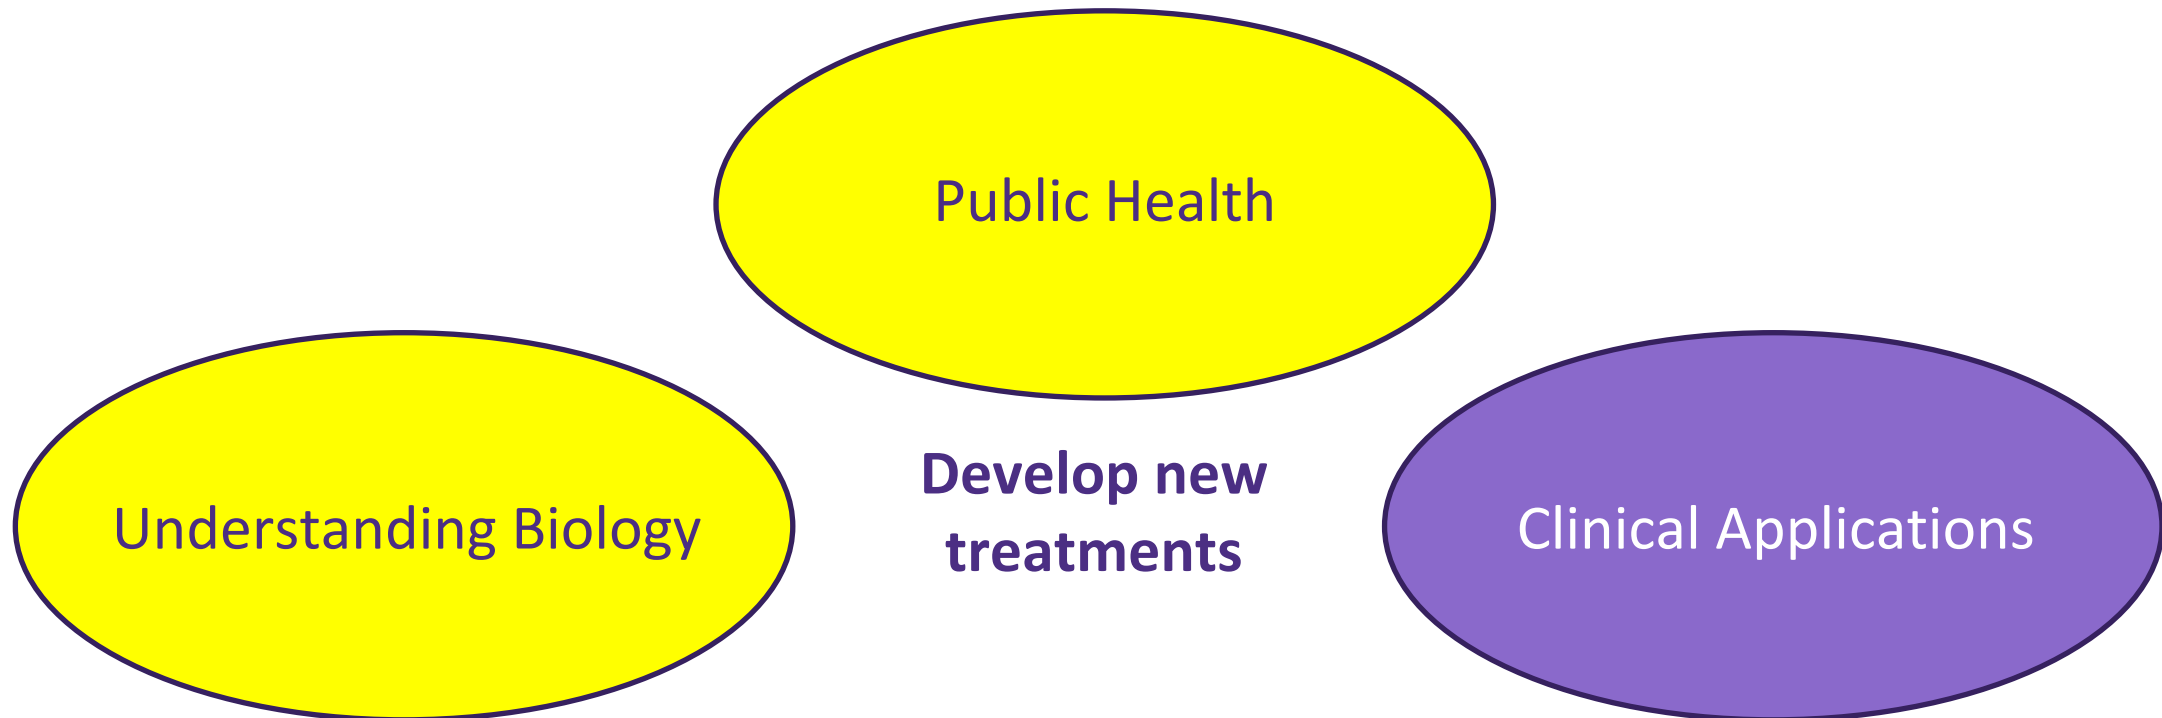 Public Health
Develop new
treatments
Understanding Biology
Clinical Applications